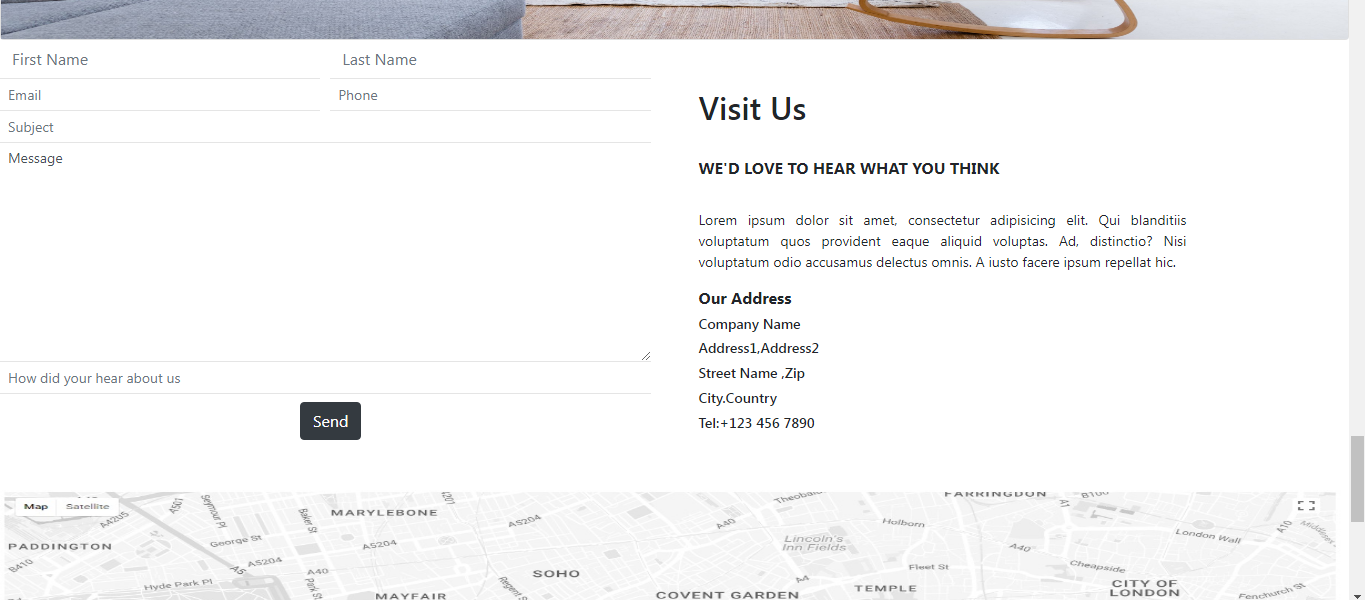 First Name
Last Name
Email
Phone
Subject
Message
How did your hear about us
Send
Visit Us
WE'D LOVE TO HEAR WHAT YOU THINK
Lorem ipsum dolor sit amet, consectetur adipisicing elit. Qui blanditiis
voluptatum quos provident eaque aliquid voluptas. Ad, distinctio? Nisi
voluptatum odio accusamus delectus omnis. A iusto facere ipsum repellat hic.
Our Address
Company Name
Address1,Address2
Street Name ,Zip
City.Country
Tel:+123 456 7890
Map
Satellite
A501
Seymour Pl
Baker St
MARYLEBONE
A5204
A4205
George St
A5204
PADDINGTON
B410
A5
A5204
Hyde Park Pl
A40
Park St
MAYFAIR
SOHO
COVENT GARDEN
A40
Lincoln's
Inn Fields
Holborn
FARRINGDON
A1
A10
London Wall
A40
Cheapside
Fleet St
A4
TEMPLE
CITY OF
LONDON
Fenchurch St